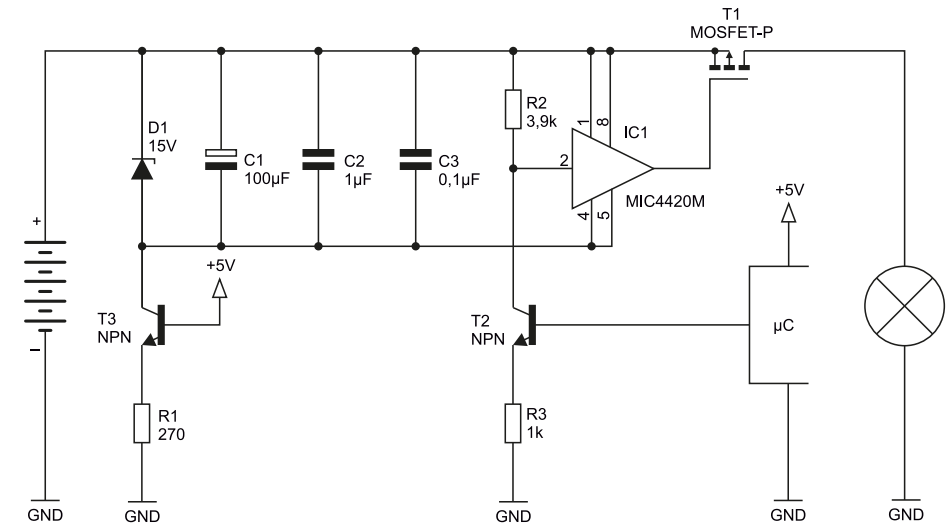 T1
MOSFET-P
R2
3,9k
1
8
IC1
D1
15V
C1
100µF
C2
1µF
C3
0,1µF
2
MIC4420M
4
5
+5V
+
+5V
T3
NPN
T2
NPN
µC
–
R1
270
R3
1k
GND
GND
GND
GND
GND